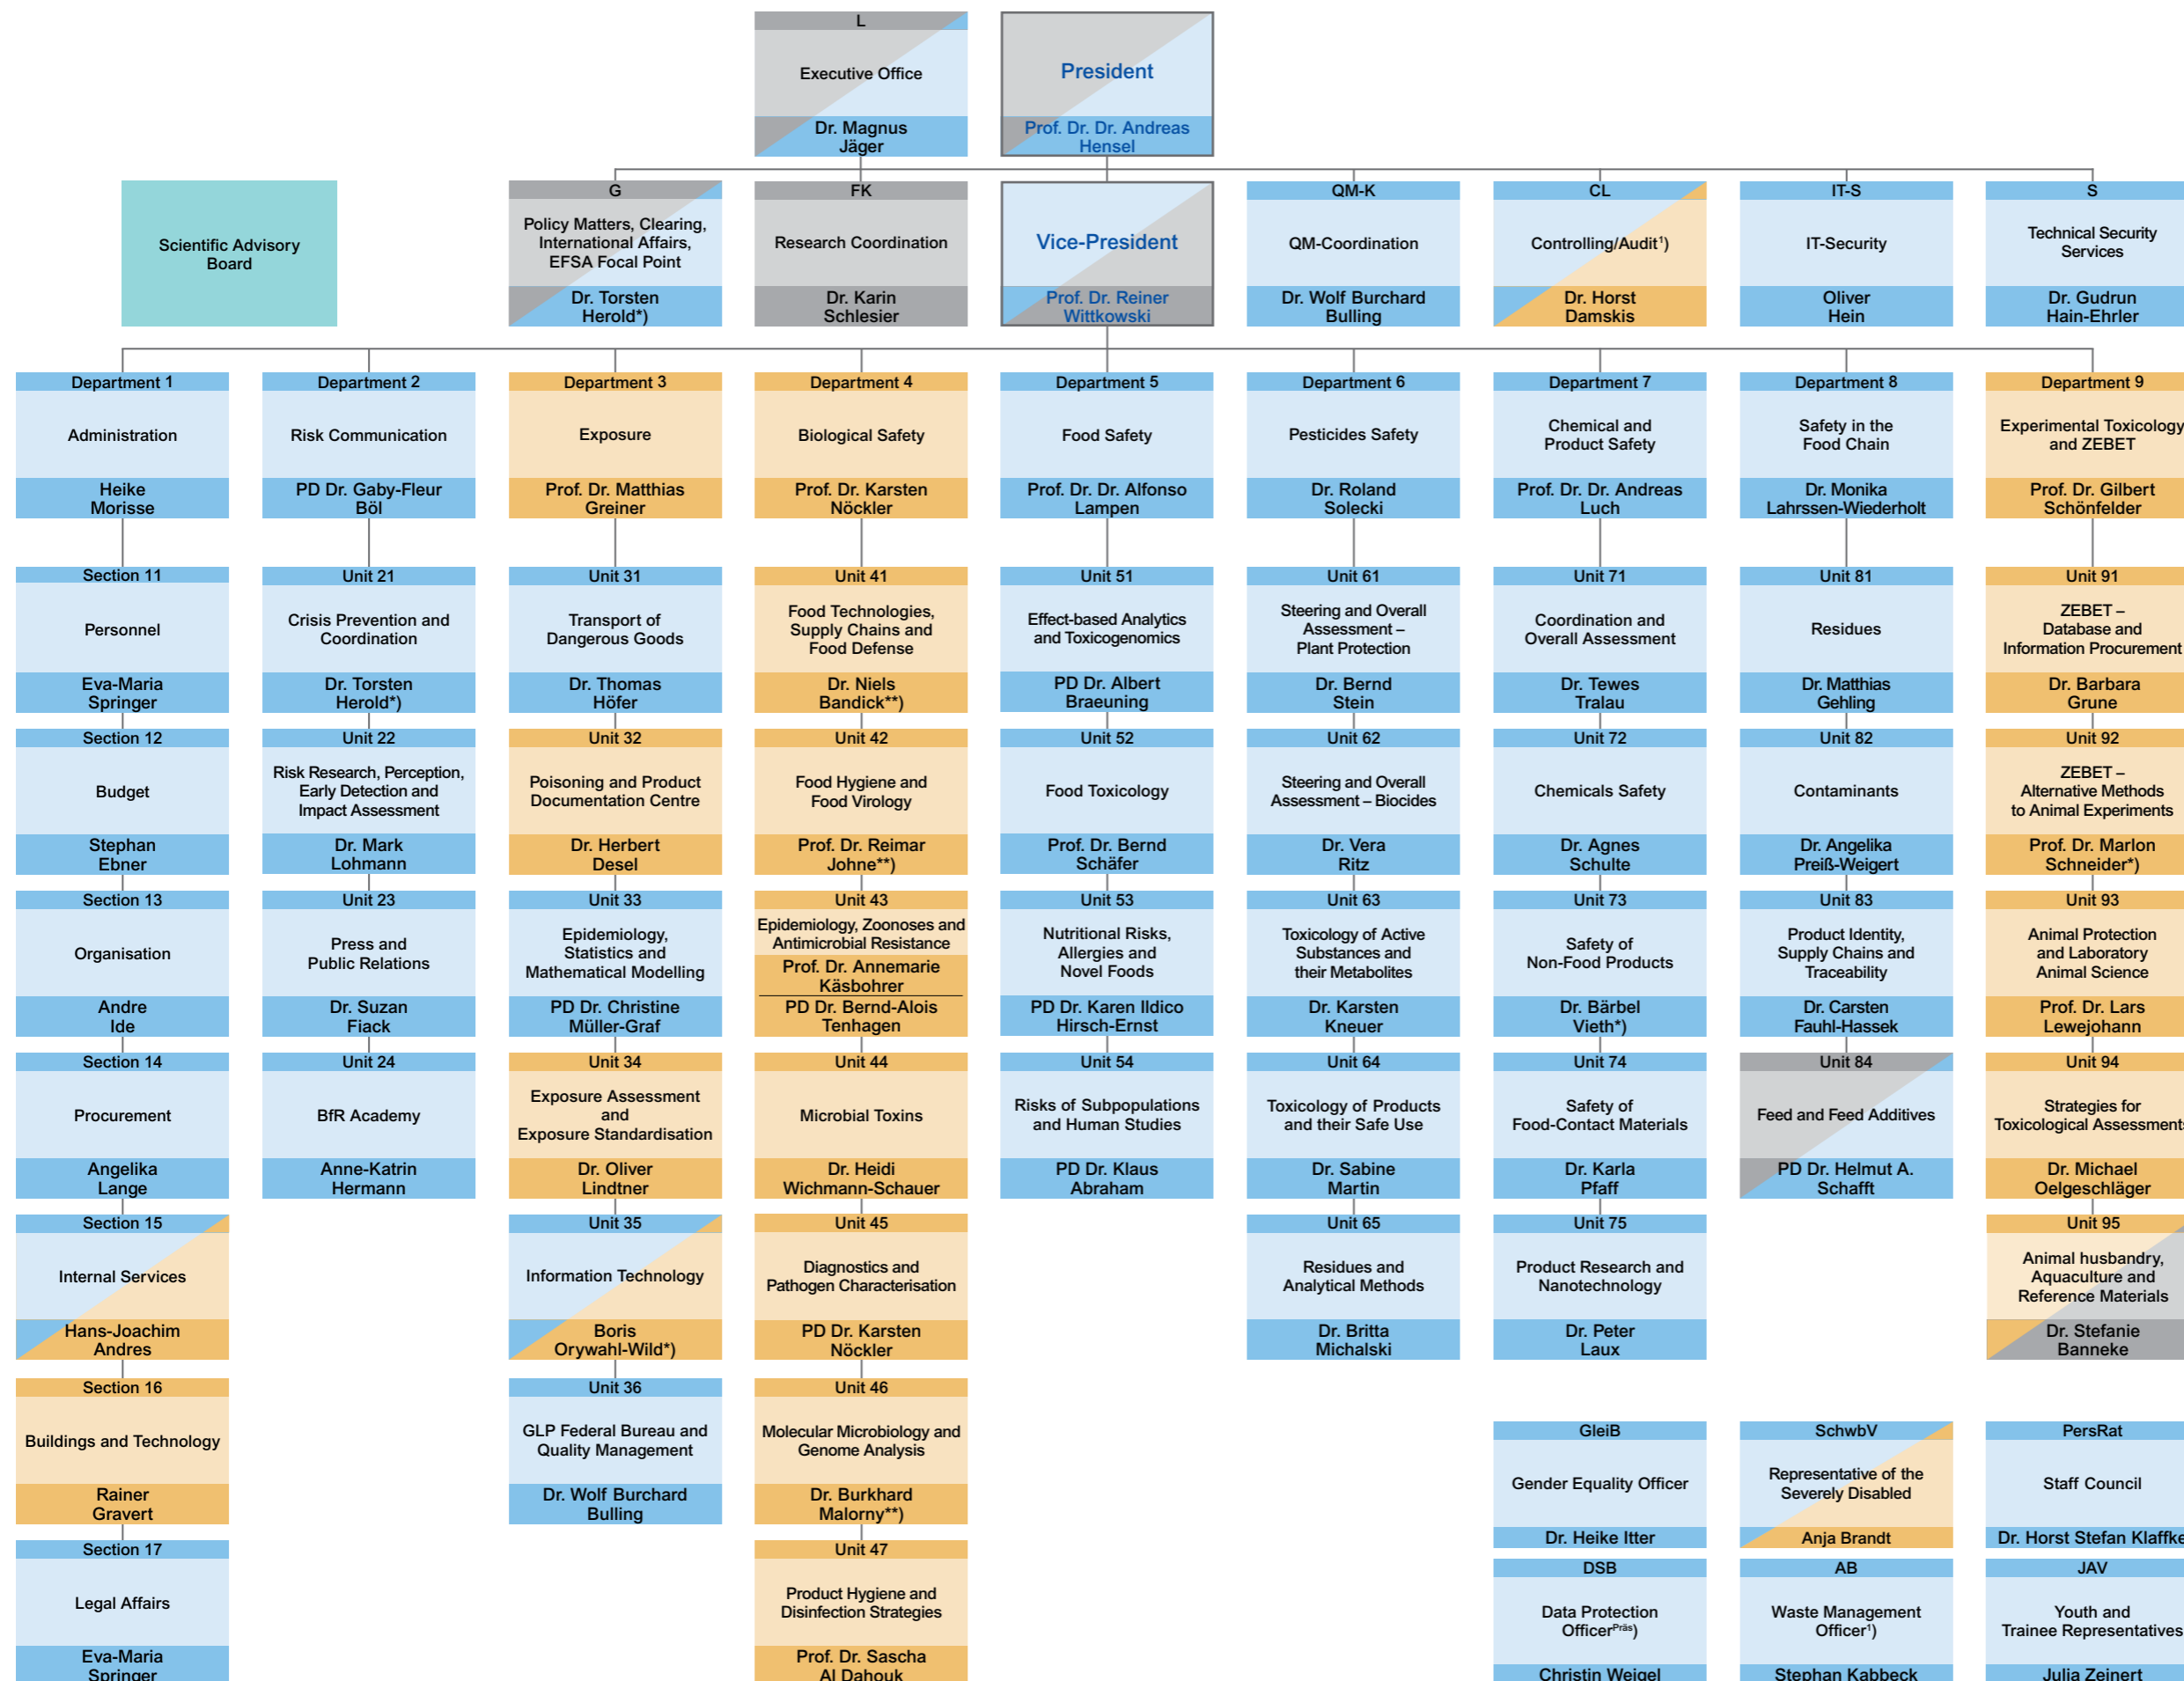 L
Executive Office
Dr. Magnus
Jäger
President
Prof. Dr. Dr. Andreas
Hensel
Scientific Advisory
Board
G
Policy Matters, Clearing,
International Affairs,
EFSA Focal Point
Dr. Torsten
Herold*)
FK
Research Coordination
Dr. Karin
Schlesier
Vice-President
Prof. Dr. Reiner
Wittkowski
QM-K
QM-Coordination
Dr. Wolf Burchard
Bulling
CL
Controlling/Audit¹)
Dr. Horst
Damskis
IT-S
IT-Security
Oliver
Hein
S
Technical Security
Services
Dr. Gudrun
Hain-Ehrler
Department 1
Administration
Heike
Morisse
Section 11
Personnel
Eva-Maria
Springer
Section 12
Budget
Stephan
Ebner
Section 13
Organisation
Andre
Ide
Section 14
Procurement
Angelika
Lange
Section 15
Internal Services
Hans-Joachim
Andres
Section 16
Buildings and Technology
Rainer
Gravert
Section 17
Legal Affairs
Eva-Maria
Springer
Department 2
Risk Communication
PD Dr. Gaby-Fleur
Böl
Unit 21
Crisis Prevention and
Coordination
Dr. Torsten
Herold*)
Unit 22
Risk Research, Perception,
Early Detection and
Impact Assessment
Dr. Mark
Lohmann
Unit 23
Press and
Public Relations
Dr. Suzan
Fiack
Unit 24
BfR Academy
Anne-Katrin
Hermann
Department 3
Exposure
Prof. Dr. Matthias
Greiner
Unit 31
Transport of
Dangerous Goods
Dr. Thomas
Höfer
Unit 32
Poisoning and Product
Documentation Centre
Dr. Herbert
Desel
Unit 33
Epidemiology,
Statistics and
Mathematical Modelling
PD Dr. Christine
Müller-Graf
Unit 34
Exposure Assessment
and
Exposure Standardisation
Dr. Oliver
Lindtner
Unit 35
Information Technology
Boris
Orywahl-Wild*)
Unit 36
GLP Federal Bureau and
Quality Management
Dr. Wolf Burchard
Bulling
Department 4
Biological Safety
Prof. Dr. Karsten
Nöckler
Unit 41
Food Technologies,
Supply Chains and
Food Defense
Dr. Niels
Bandick**)
Unit 42
Food Hygiene and
Food Virology
Prof. Dr. Reimar
Johne**)
Unit 43
Epidemiology, Zoonoses and
Antimicrobial Resistance
Prof. Dr. Annemarie
Käsbohrer
PD Dr. Bernd-Alois
Tenhagen
Unit 44
Microbial Toxins
Dr. Heidi
Wichmann-Schauer
Unit 45
Diagnostics and
Pathogen Characterisation
PD Dr. Karsten
Nöckler
Unit 46
Molecular Microbiology and
Genome Analysis
Dr. Burkhard
Malorny**)
Unit 47
Product Hygiene and
Disinfection Strategies
Prof. Dr. Sascha
Al Dahouk
Department 5
Food Safety
Prof. Dr. Dr. Alfonso
Lampen
Unit 51
Effect-based Analytics
and Toxicogenomics
PD Dr. Albert
Braeuning
Unit 52
Food Toxicology
Prof. Dr. Bernd
Schäfer
Unit 53
Nutritional Risks,
Allergies and
Novel Foods
PD Dr. Karen Ildico
Hirsch-Ernst
Unit 54
Risks of Subpopulations
and Human Studies
PD Dr. Klaus
Abraham
Department 6
Pesticides Safety
Dr. Roland
Solecki
Unit 61
Steering and Overall
Assessment –
Plant Protection
Dr. Bernd
Stein
Unit 62
Steering and Overall
Assessment – Biocides
Dr. Vera
Ritz
Unit 63
Toxicology of Active
Substances and
their Metabolites
Dr. Karsten
Kneuer
Unit 64
Toxicology of Products
and their Safe Use
Dr. Sabine
Martin
Unit 65
Residues and
Analytical Methods
Dr. Britta
Michalski
Department 7
Chemical and
Product Safety
Prof. Dr. Dr. Andreas
Luch
Unit 71
Coordination and
Overall Assessment
Dr. Tewes
Tralau
Unit 72
Chemicals Safety
Dr. Agnes
Schulte
Unit 73
Safety of
Non-Food Products
Dr. Bärbel
Vieth*)
Unit 74
Safety of
Food-Contact Materials
Dr. Karla
Pfaff
Unit 75
Product Research and
Nanotechnology
Dr. Peter
Laux
Department 8
Safety in the
Food Chain
Dr. Monika
Lahrssen-Wiederholt
Unit 81
Residues
Dr. Matthias
Gehling
Unit 82
Contaminants
Dr. Angelika
Preiß-Weigert
Unit 83
Product Identity,
Supply Chains and
Traceability
Dr. Carsten
Fauhl-Hassek
Unit 84
Feed and Feed Additives
PD Dr. Helmut A.
Schafft
Department 9
Experimental Toxicology
and ZEBET
Prof. Dr. Gilbert
Schönfelder
Unit 91
ZEBET –
Database and
Information Procurement
Dr. Barbara
Grune
Unit 92
ZEBET –
Alternative Methods
to Animal Experiments
Prof. Dr. Marlon
Schneider*)
Unit 93
Animal Protection
and Laboratory
Animal Science
Prof. Dr. Lars
Lewejohann
Unit 94
Strategies for
Toxicological Assessments
Dr. Michael
Oelgeschläger
Unit 95
Animal husbandry,
Aquaculture and
Reference Materials
Dr. Stefanie
Banneke
GleiB
Gender Equality Officer
Dr. Heike Itter
SchwbV
Representative of the
Severely Disabled
Anja Brandt
PersRat
Staff Council
Dr. Horst Stefan Klaffke
DSB
Data Protection
Officer^Präs)
Christin Weigel
AB
Waste Management
Officer¹)
Stephan Kabbeck
JAV
Youth and
Trainee Representatives
Julia Zeinert